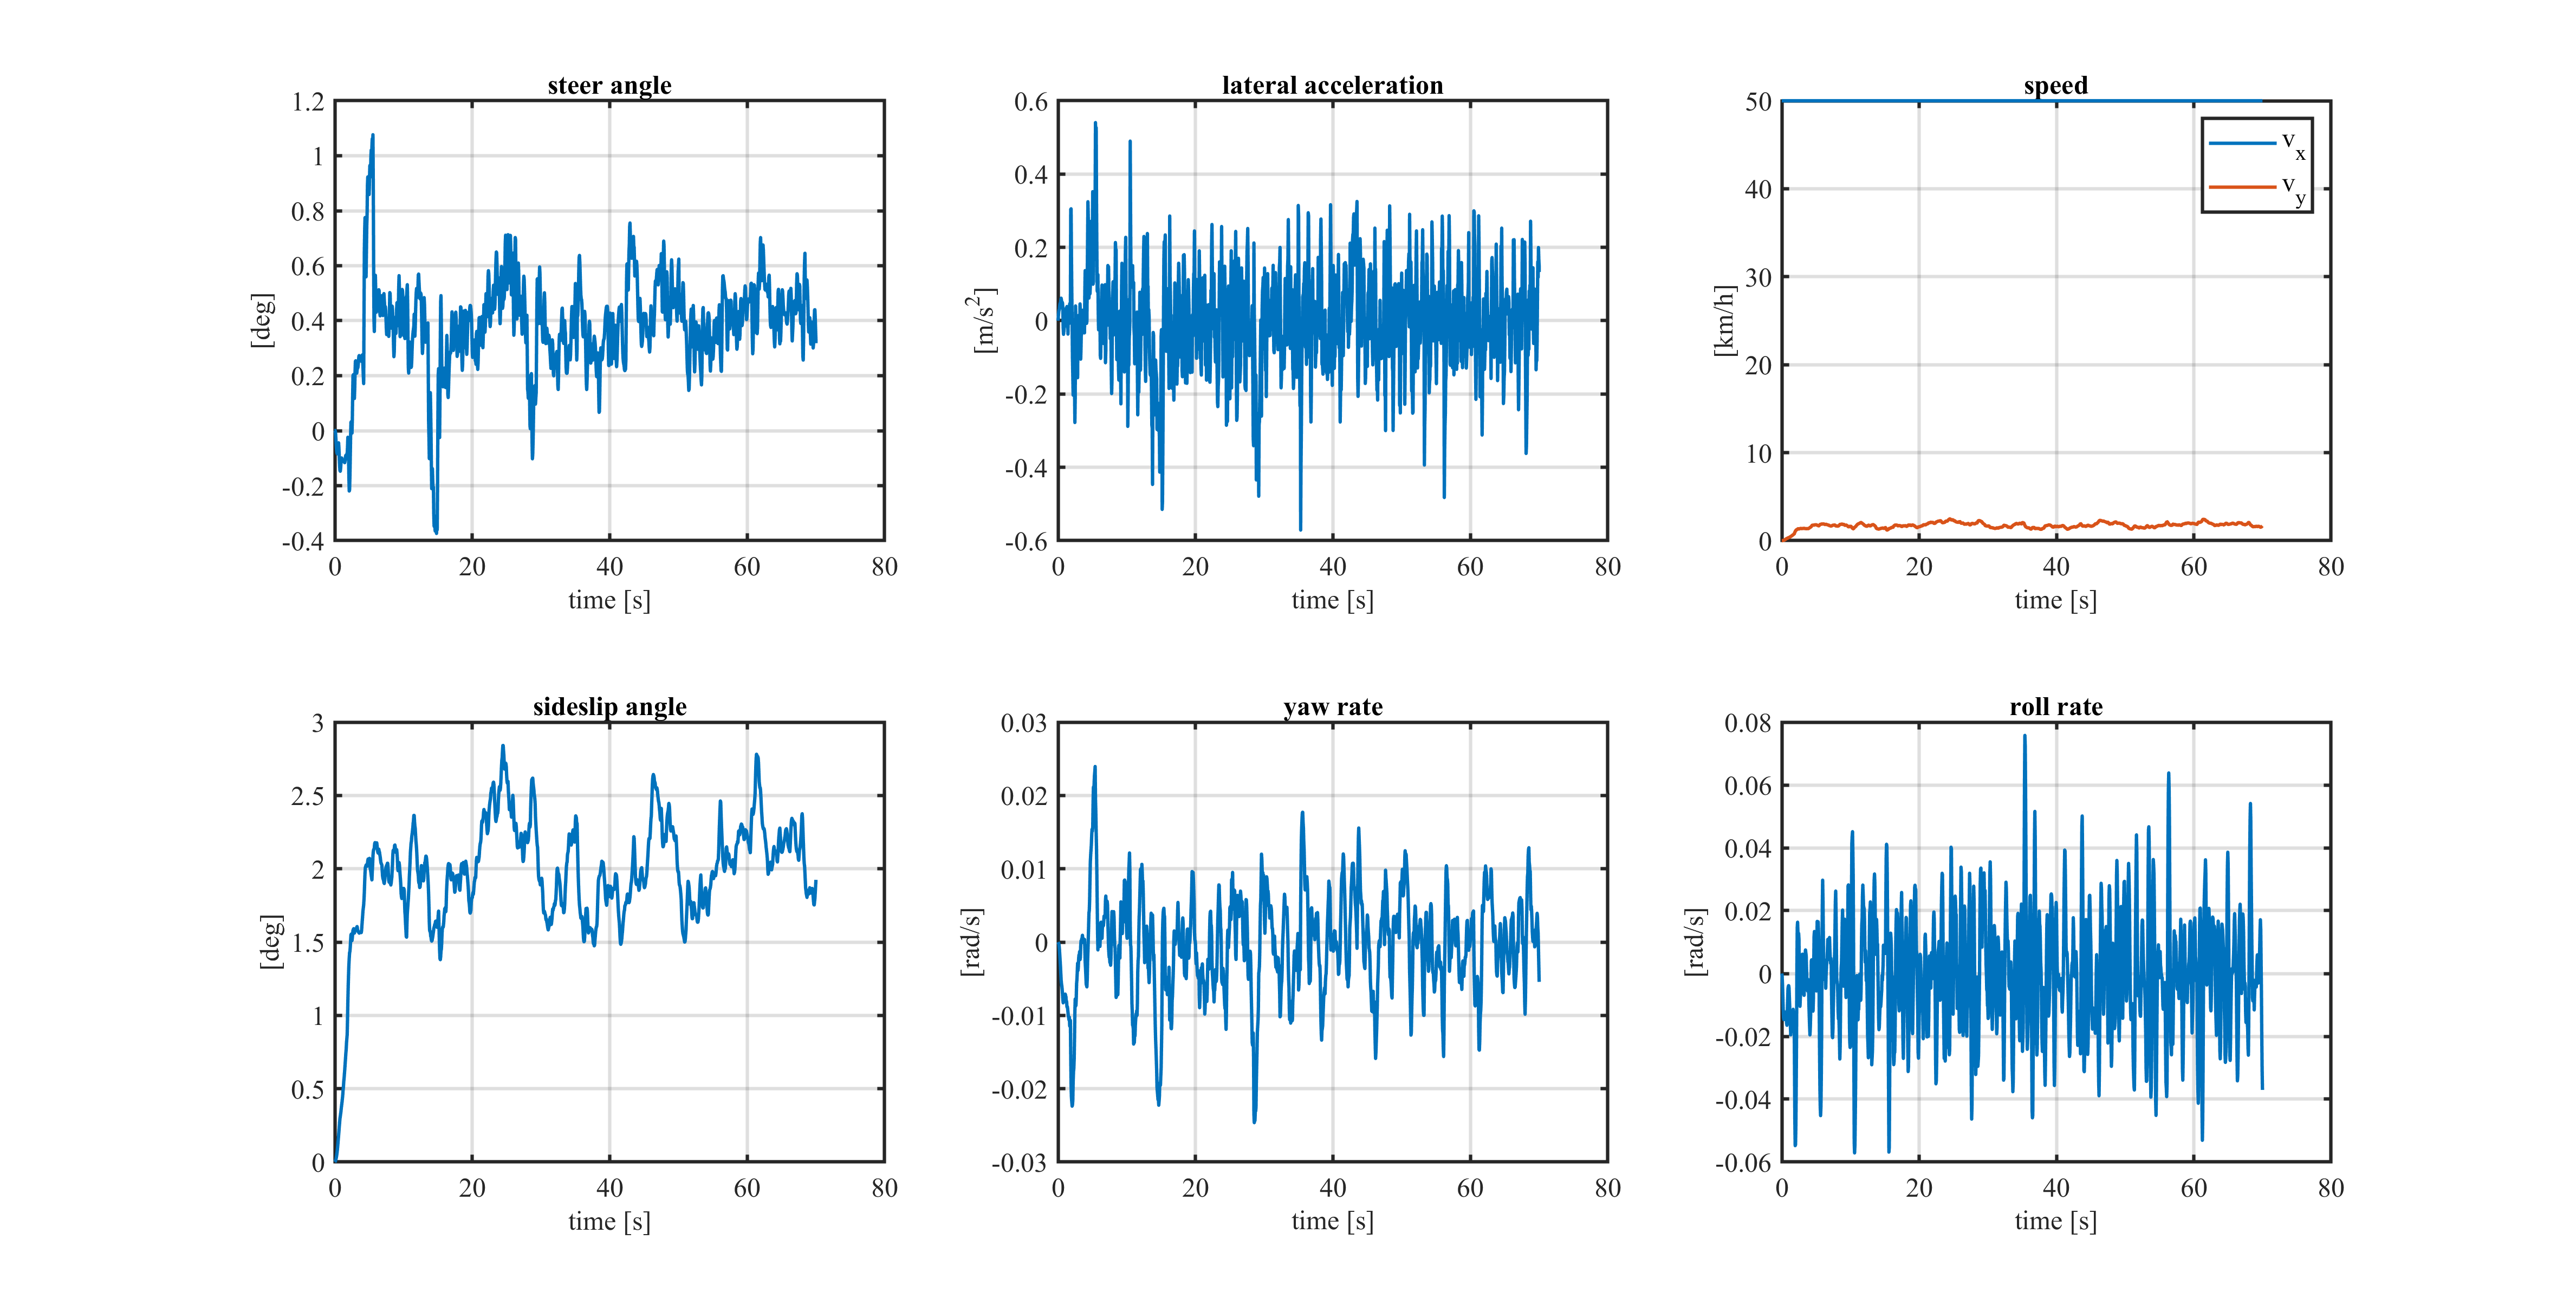 steer angle
1.2
1
0.8
0.6
0.4
0.2
0
-0.2
-0.4
[deg]
0 20 40 60 80
time [s]
lateral acceleration
0.6
0.4
0.2
0
-0.2
-0.4
-0.6
[m/s²]
0 20 40 60 80
time [s]
speed
50
40
30
20
10
0
[km/h]
v_x
v_y
0 20 40 60 80
time [s]
sideslip angle
3
2.5
2
1.5
1
0.5
0
[deg]
0 20 40 60 80
time [s]
yaw rate
0.03
0.02
0.01
0
-0.01
-0.02
-0.03
[rad/s]
0 20 40 60 80
time [s]
roll rate
0.08
0.06
0.04
0.02
0
-0.02
-0.04
-0.06
[rad/s]
0 20 40 60 80
time [s]